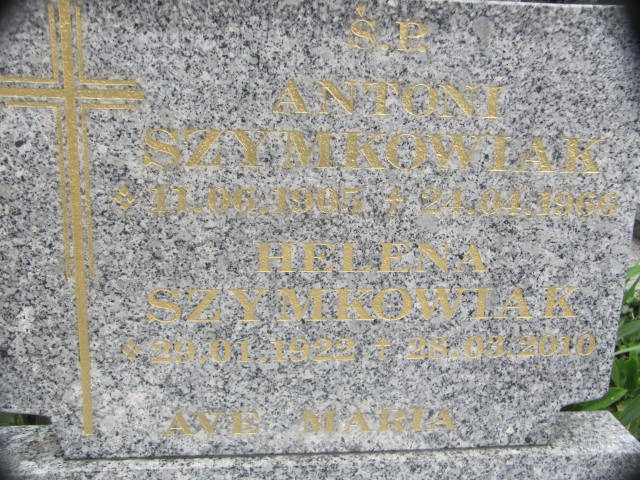 Ś.P.
ANTONI
SZYMKOWIAK
11.06.1905 † 24.04.1966
HELENA
SZYMKOWIAK
29.01.1922 † 28.03.2010
AVE MARIA